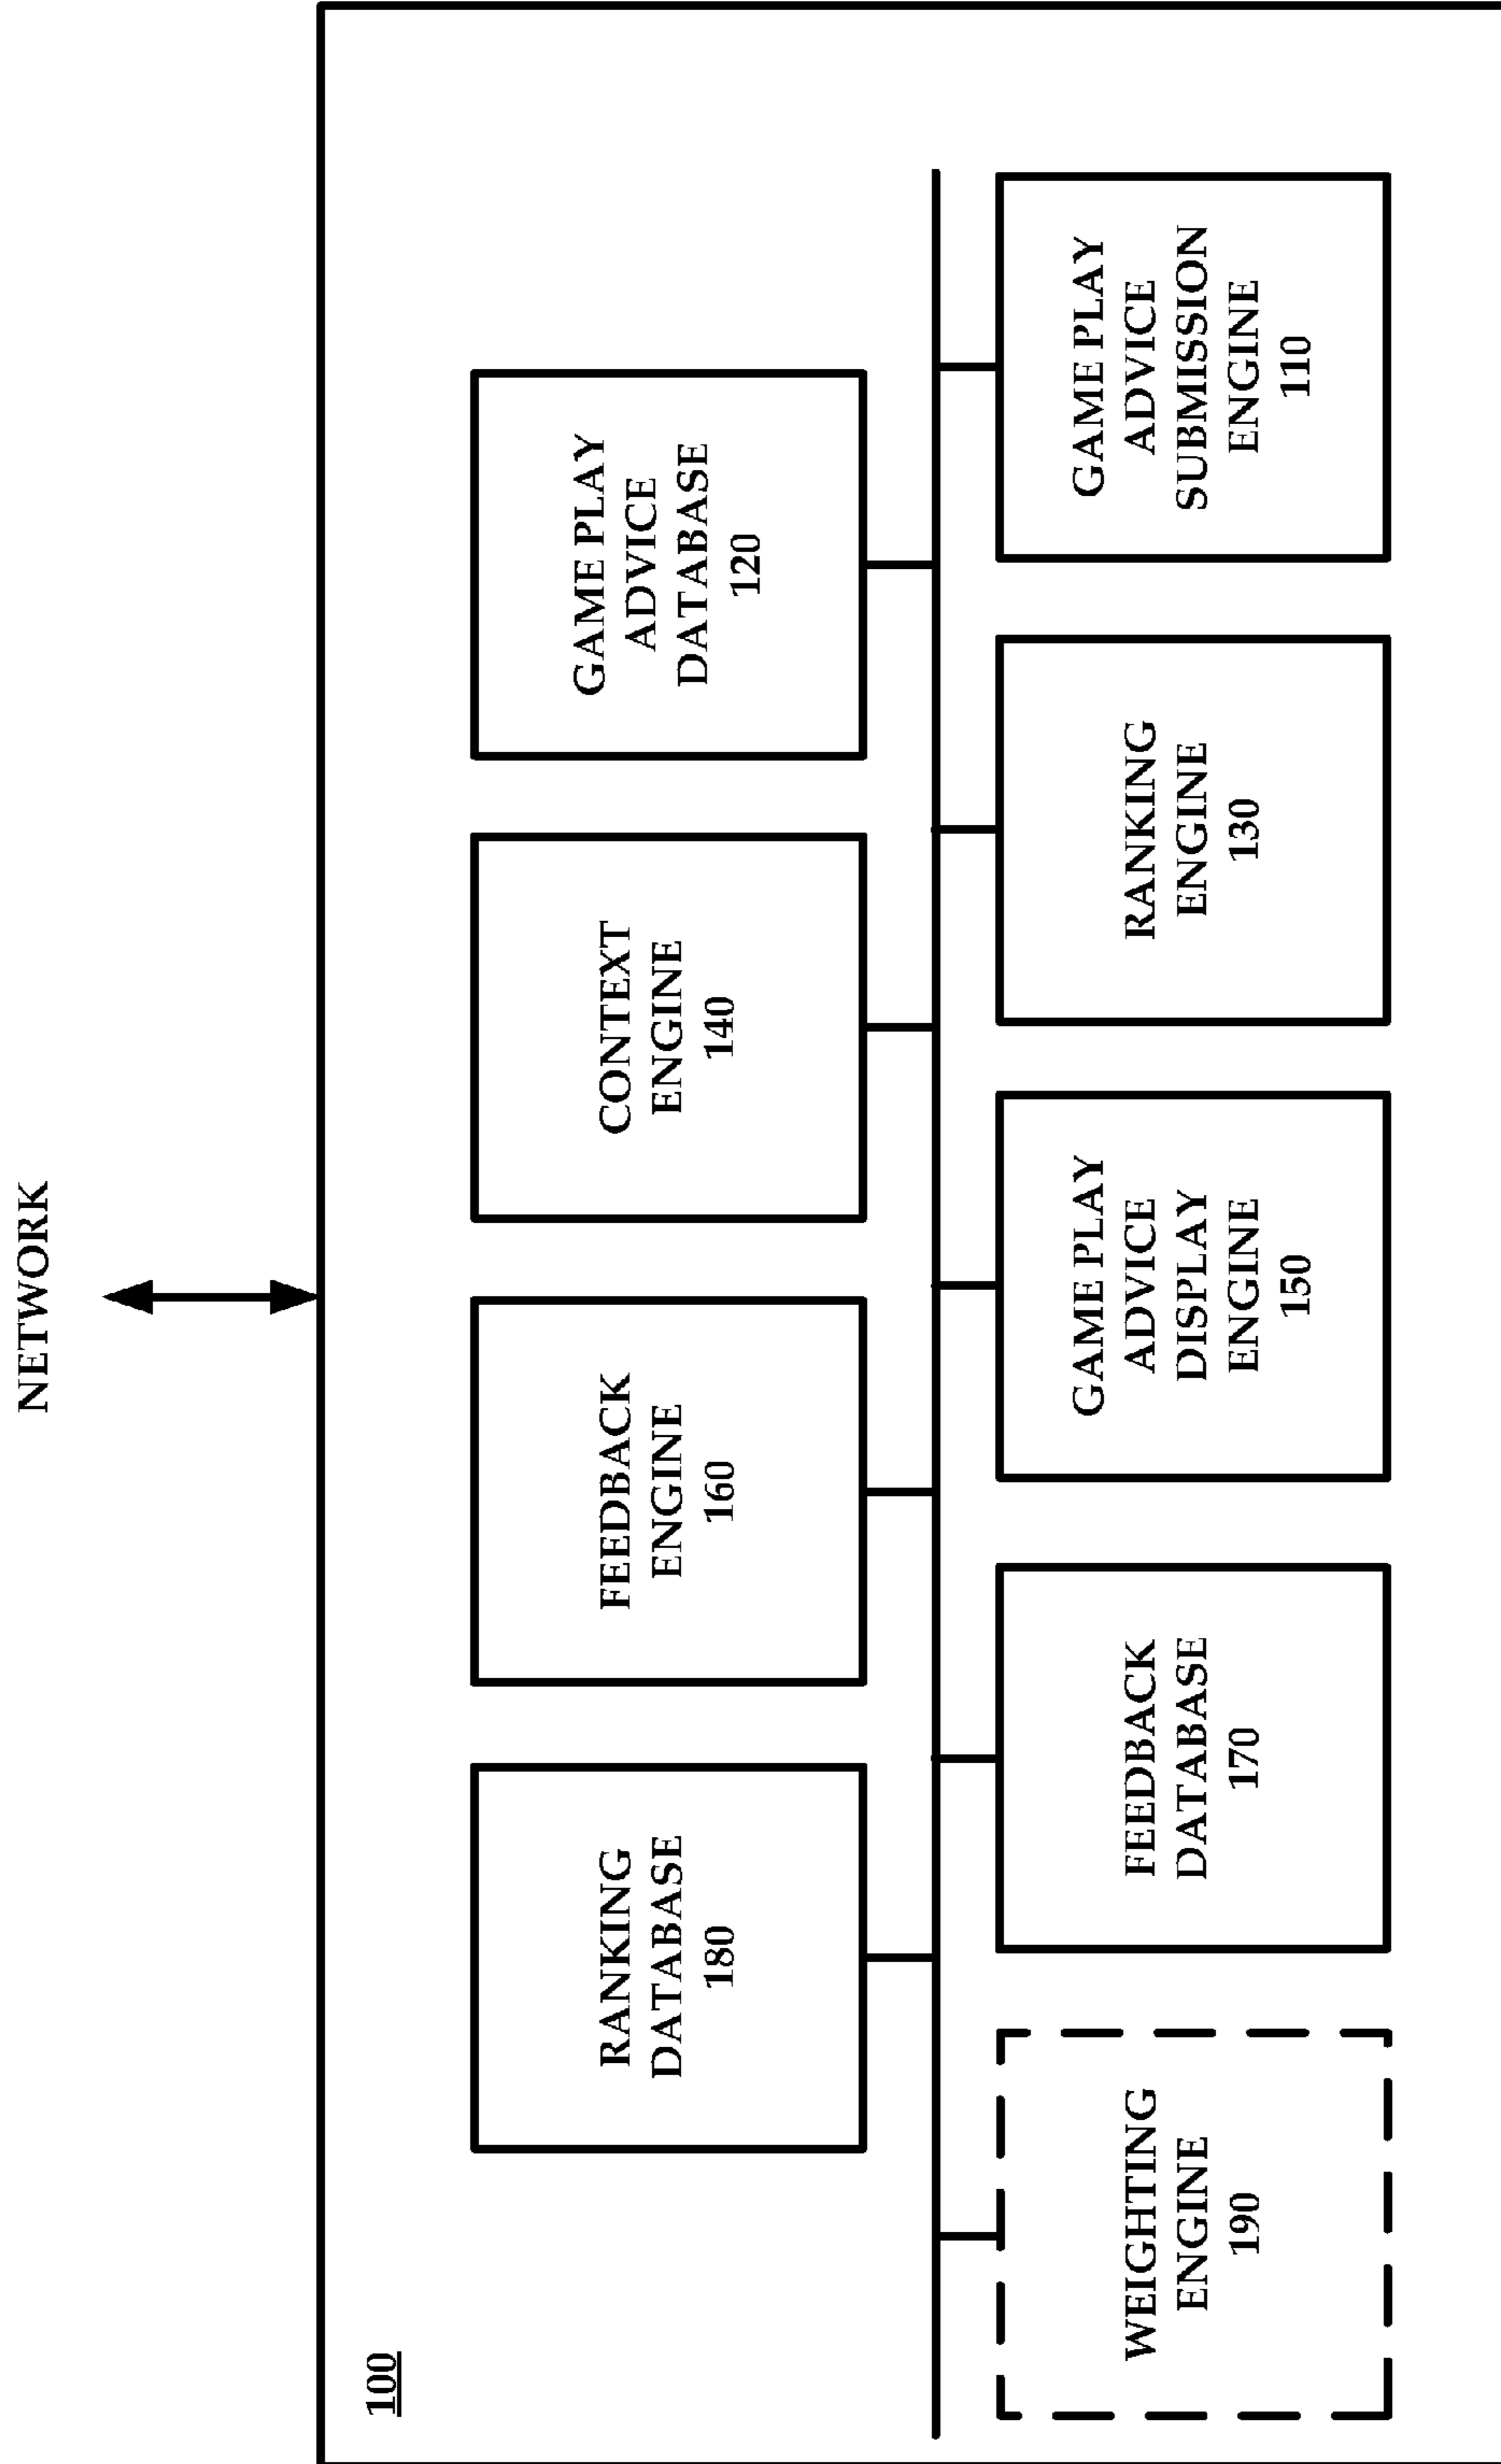 NETWORK
100
RANKING
DATABASE
180
FEEDBACK
ENGINE
160
CONTEXT
ENGINE
140
GAME PLAY
ADVICE
DATABASE
120
WEIGHTING
ENGINE
190
FEEDBACK
DATABASE
170
GAME PLAY
ADVICE
DISPLAY
ENGINE
150
RANKING
ENGINE
130
GAME PLAY
ADVICE
SUBMISSION
ENGINE
110